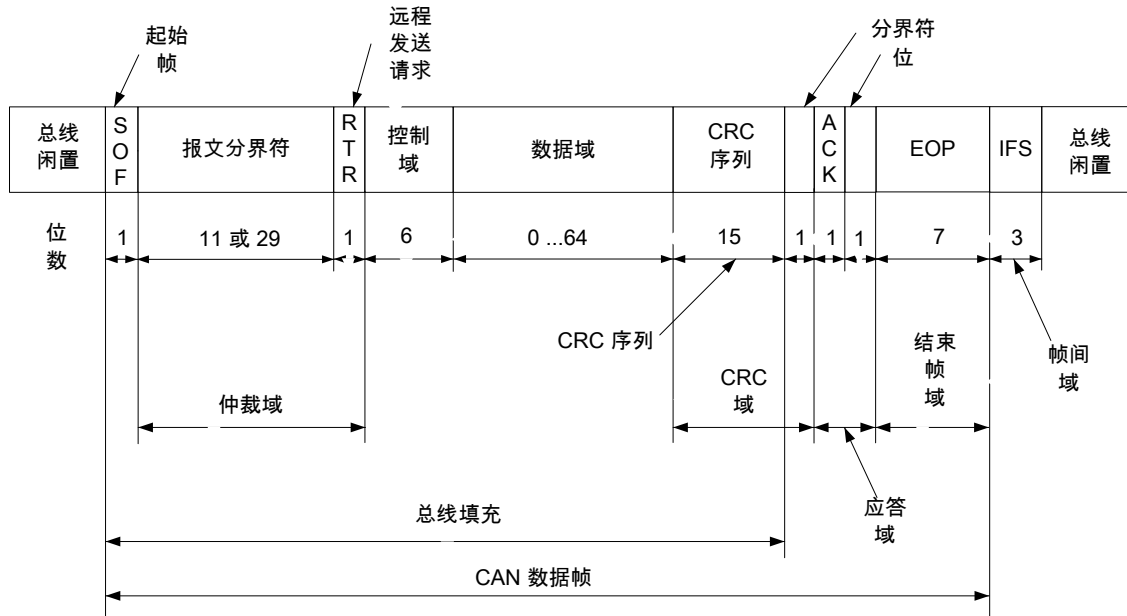 起始
帧
远程
发送
请求
分界符
位
总线
闲置
S
O
F
报文分界符
R
T
R
控制
域
数据域
CRC
序列
A
C
K
EOP
IFS
总线
闲置
位
数
1
11 或 29
1
6
0 ...64
15
1
1
1
7
3
CRC 序列
CRC
域
结束
帧
域
帧间
域
仲裁域
应答
域
总线填充
CAN 数据帧